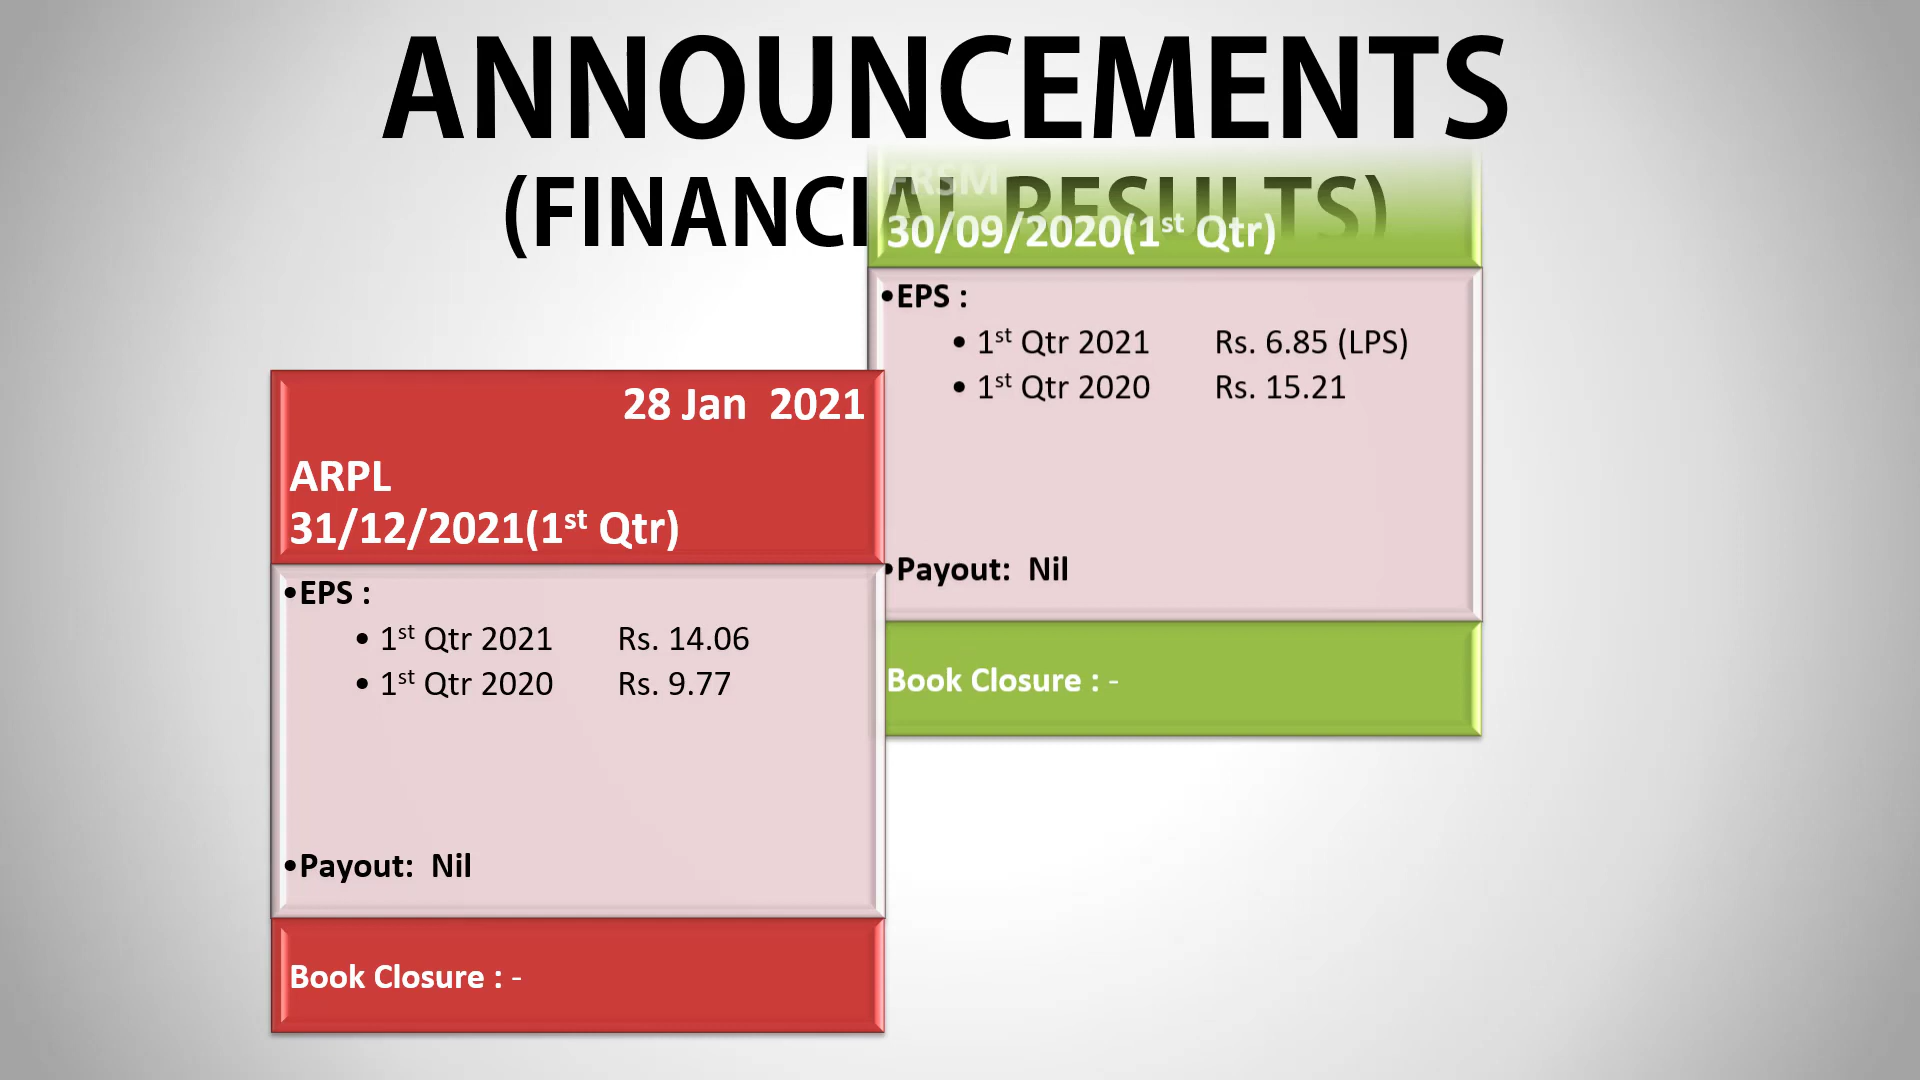 ANNOUNCEMENTS
(FINANCIAL RESULTS)
28 Jan  2021
ARPL
31/12/2021(1st Qtr)
•EPS :
• 1st Qtr 2021 Rs. 14.06
• 1st Qtr 2020 Rs. 9.77
•Payout:  Nil
Book Closure : -
FRSM
30/09/2020(1st Qtr)
•EPS :
• 1st Qtr 2021 Rs. 6.85 (LPS)
• 1st Qtr 2020 Rs. 15.21
•Payout:  Nil
Book Closure : -